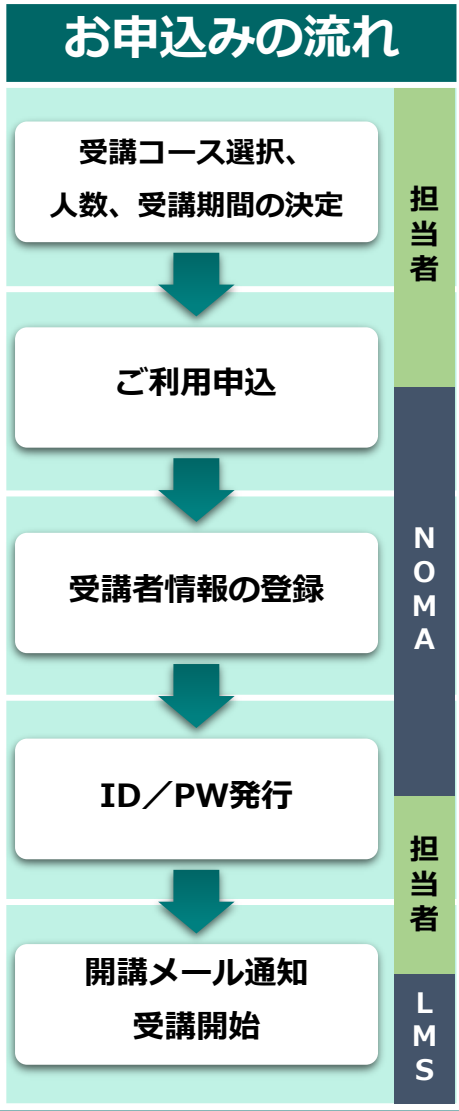 お申込みの流れ
受講コース選択、
人数、受講期間の決定
担当者
ご利用申込
受講者情報の登録
NOMA
ID／PW発行
担当者
開講メール通知
受講開始
LMS